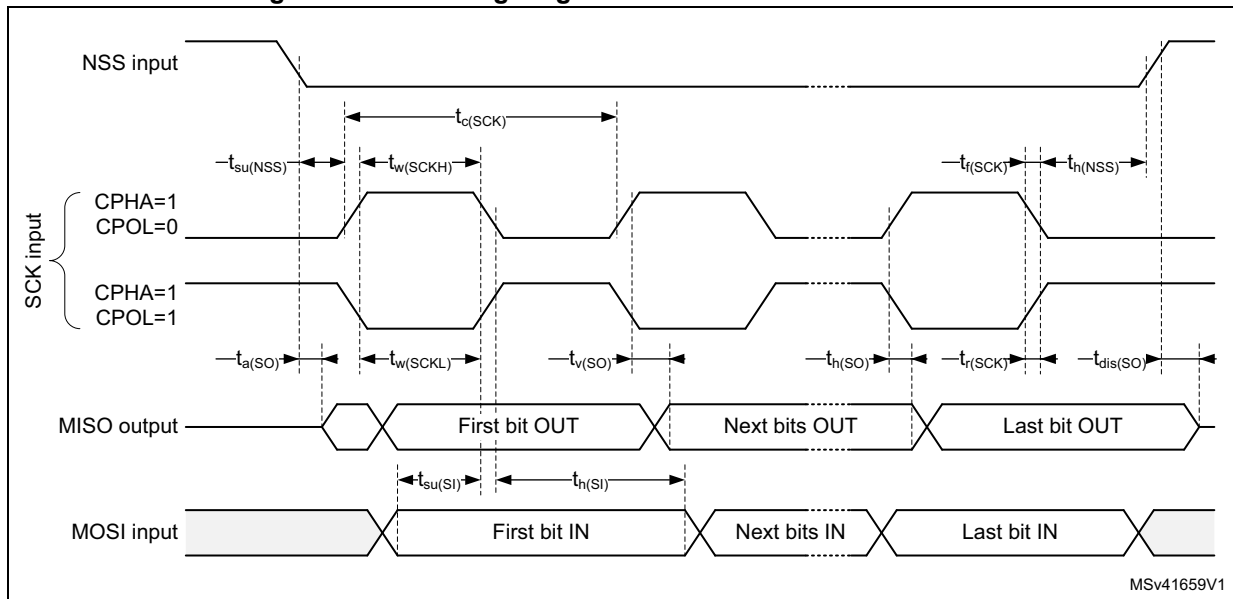 NSS input
tc(SCK)
tsu(NSS)
tw(SCKH)
tf(SCK)
th(NSS)
SCK input
CPHA=1
CPOL=0
CPHA=1
CPOL=1
ta(SO)
tw(SCKL)
tv(SO)
th(SO)
tr(SCK)
tdis(SO)
MISO output
First bit OUT
Next bits OUT
Last bit OUT
tsu(SI)
th(SI)
MOSI input
First bit IN
Next bits IN
Last bit IN
MSv41659V1